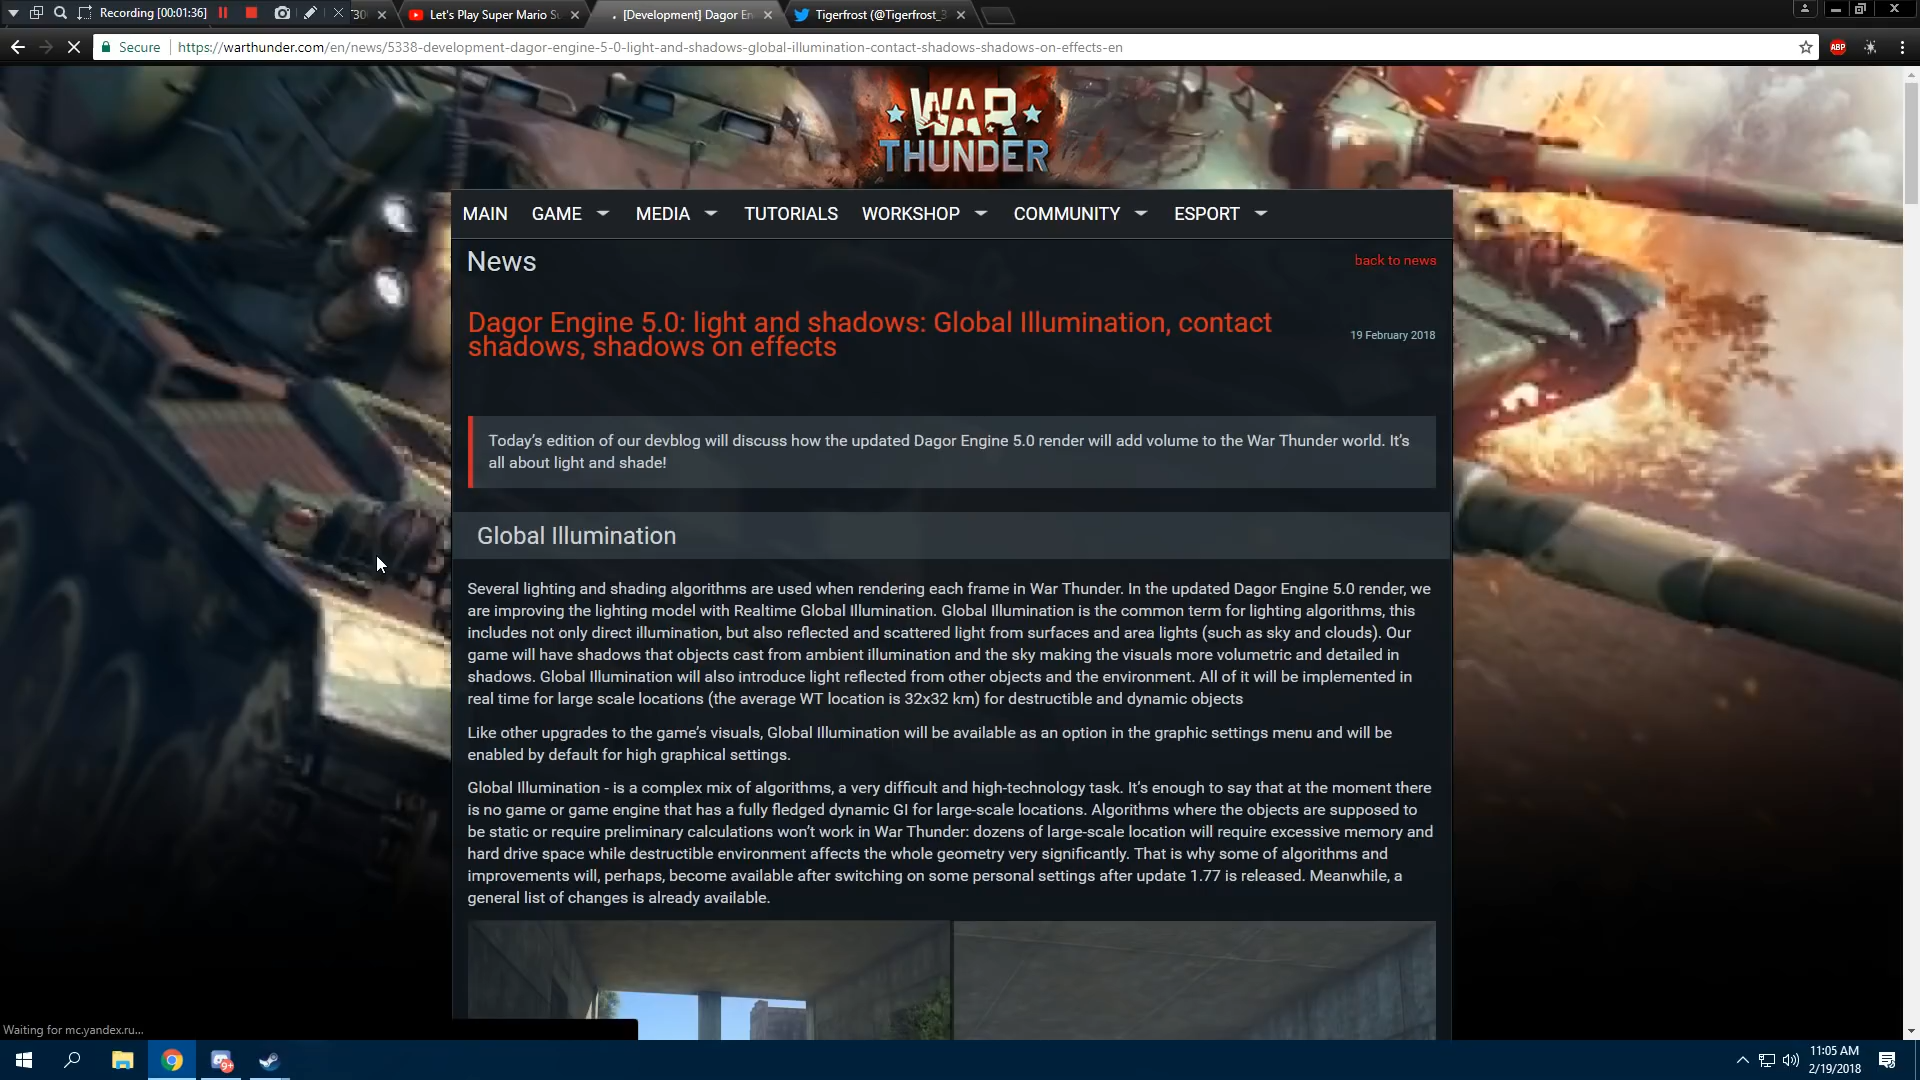 Recording [00:01:36]
Let's Play Super Mario Su
[Development] Dagor En
Tigerfrost (@Tigerfrost_
Secure
https://warthunder.com/en/news/5338-development-dagor-engine-5-0-light-and-shadows-global-illumination-contact-shadows-shadows-on-effects-en
ABP
WAR
THUNDER
MAIN GAME MEDIA TUTORIALS WORKSHOP COMMUNITY ESPORT
News
back to news
Dagor Engine 5.0: light and shadows: Global Illumination, contact
shadows, shadows on effects
19 February 2018
Today's edition of our devblog will discuss how the updated Dagor Engine 5.0 render will add volume to the War Thunder world. It's
all about light and shade!
Global Illumination
Several lighting and shading algorithms are used when rendering each frame in War Thunder. In the updated Dagor Engine 5.0 render, we
are improving the lighting model with Realtime Global Illumination. Global Illumination is the common term for lighting algorithms, this
includes not only direct illumination, but also reflected and scattered light from surfaces and area lights (such as sky and clouds). Our
game will have shadows that objects cast from ambient illumination and the sky making the visuals more volumetric and detailed in
shadows. Global Illumination will also introduce light reflected from other objects and the environment. All of it will be implemented in
real time for large scale locations (the average WT location is 32x32 km) for destructible and dynamic objects
Like other upgrades to the game's visuals, Global Illumination will be available as an option in the graphic settings menu and will be
enabled by default for high graphical settings.
Global Illumination - is a complex mix of algorithms, a very difficult and high-technology task. It's enough to say that at the moment there
is no game or game engine that has a fully fledged dynamic GI for large-scale locations. Algorithms where the objects are supposed to
be static or require preliminary calculations won't work in War Thunder: dozens of large-scale location will require excessive memory and
hard drive space while destructible environment affects the whole geometry very significantly. That is why some of algorithms and
improvements will, perhaps, become available after switching on some personal settings after update 1.77 is released. Meanwhile, a
general list of changes is already available.
Waiting for mc.yandex.ru...
9+
11:05 AM
2/19/2018